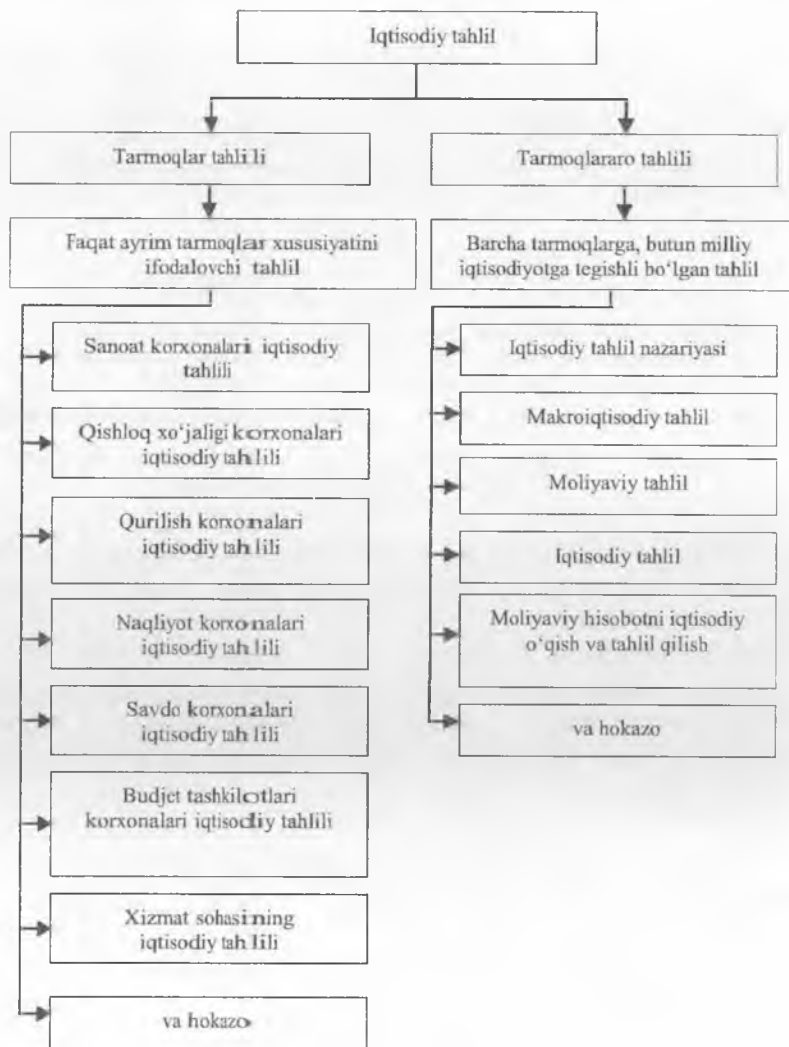 Iqtisodiy tahlil
Tarmoqlar tahlili
Tarmoqlararo tahlili
Faqat ayrim tarmoqlar xususiyatini
ifodalovchi tahlil
Barcha tarmoqlarga, butun milliy
iqtisodiyotga tegishli bo‘lgan tahlil
Sanoat korxonalari iqtisodiy
tahlili
Qishloq xo‘jaligi korxonalari
iqtisodiy tahlili
Qurilish korxonalari
iqtisodiy tahlili
Naqliyot korxonalari
iqtisodiy tahlili
Savdo korxonalari
iqtisodiy tahlili
Budjet tashkilotlari
korxonalari iqtisodiy tahlili
Xizmat sohasining
iqtisodiy tahlili
va hokazo
Iqtisodiy tahlil nazariyasi
Makroiqtisodiy tahlil
Moliyaviy tahlil
Iqtisodiy tahlil
Moliyaviy hisobotni iqtisodiy
o‘qish va tahlil qilish
va hokazo